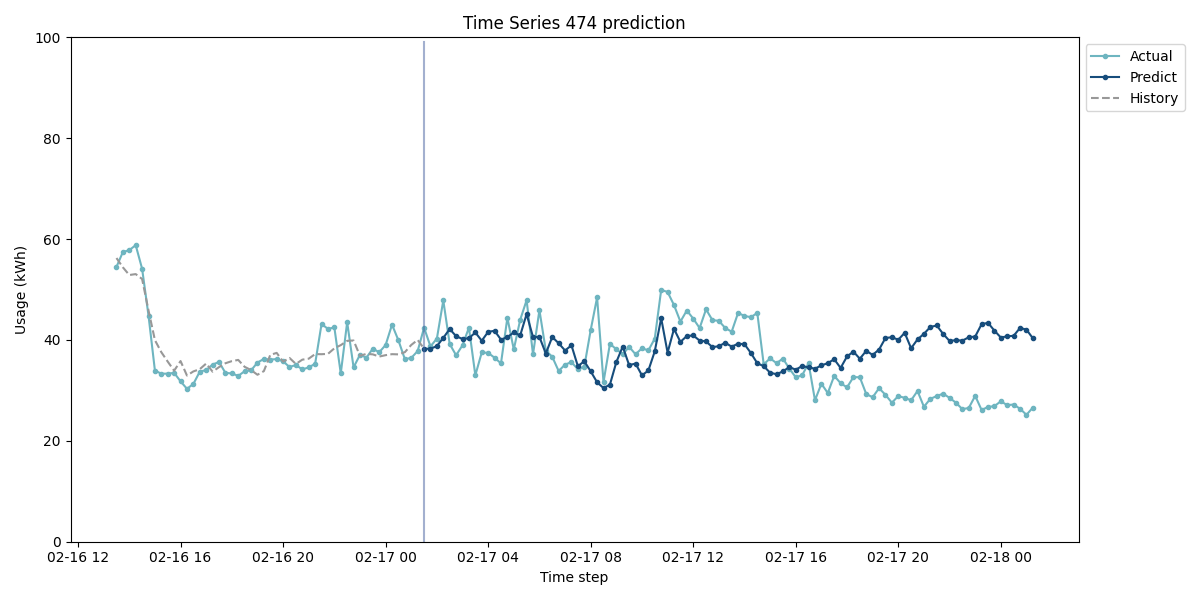 Time Series 474 prediction
100
80
60
40
20
0
Usage (kWh)
02-16 12
02-16 16
02-16 20
02-17 00
02-17 04
02-17 08
02-17 12
02-17 16
02-17 20
02-18 00
Time step
Actual
Predict
History